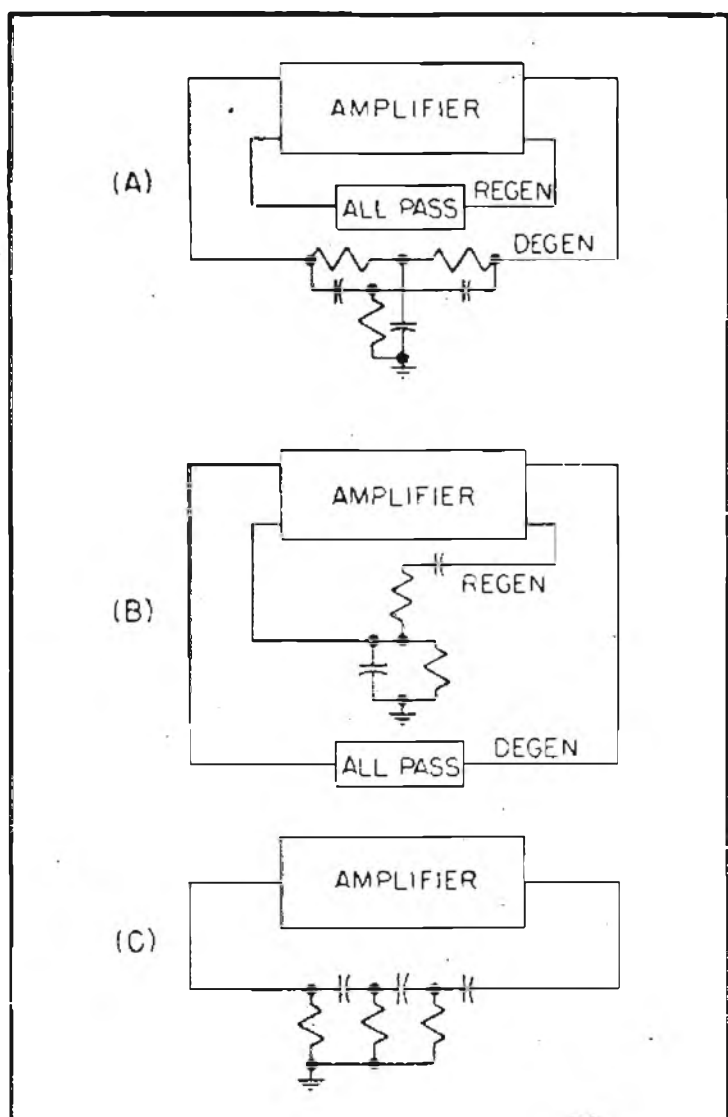 AMPLIFIER
(A)
ALL PASS
REGEN
DEGEN
AMPLIFIER
(B)
REGEN
ALL PASS
DEGEN
AMPLIFIER
(C)